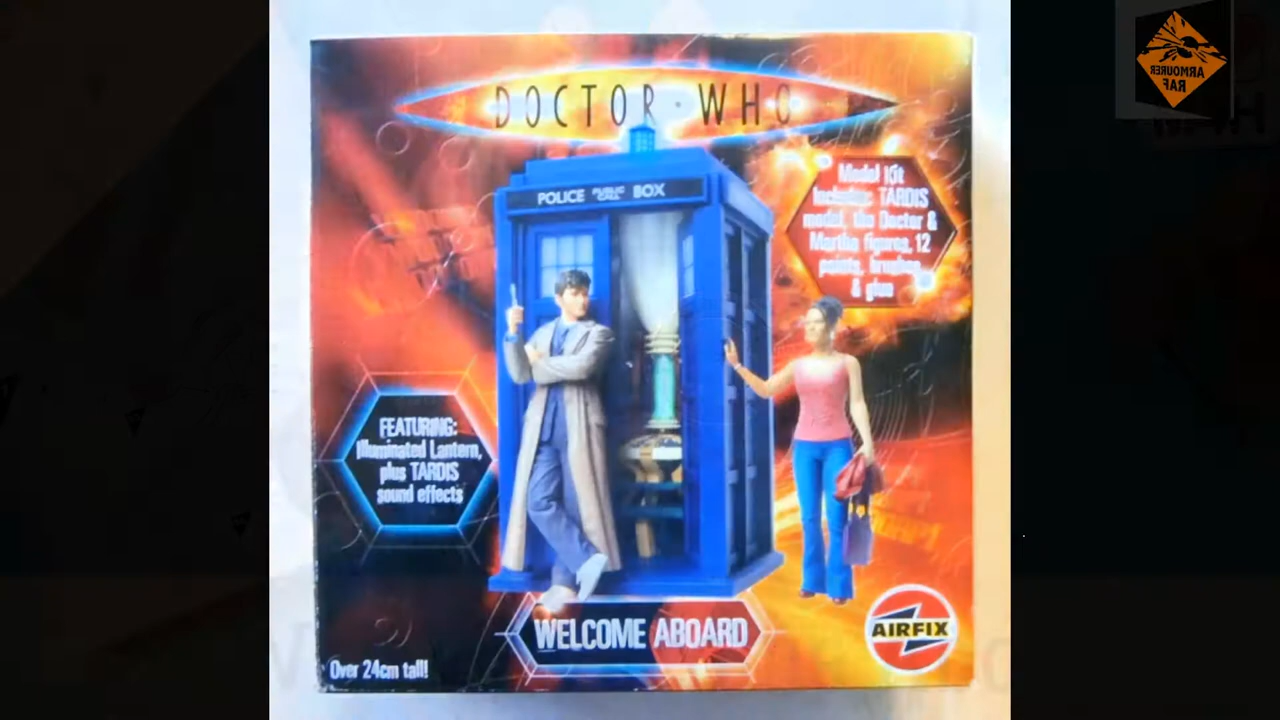 DOCTOR · WHO
POLICE PUBLIC CALL BOX
Model Kit
Includes: TARDIS
model, the Doctor &
Martha figures, 12
paints, brushes
& glue
FEATURING:
Illuminated Lantern,
plus TARDIS
sound effects
WELCOME ABOARD
AIRFIX
Over 24cm tall!
ARMOURER
RAF